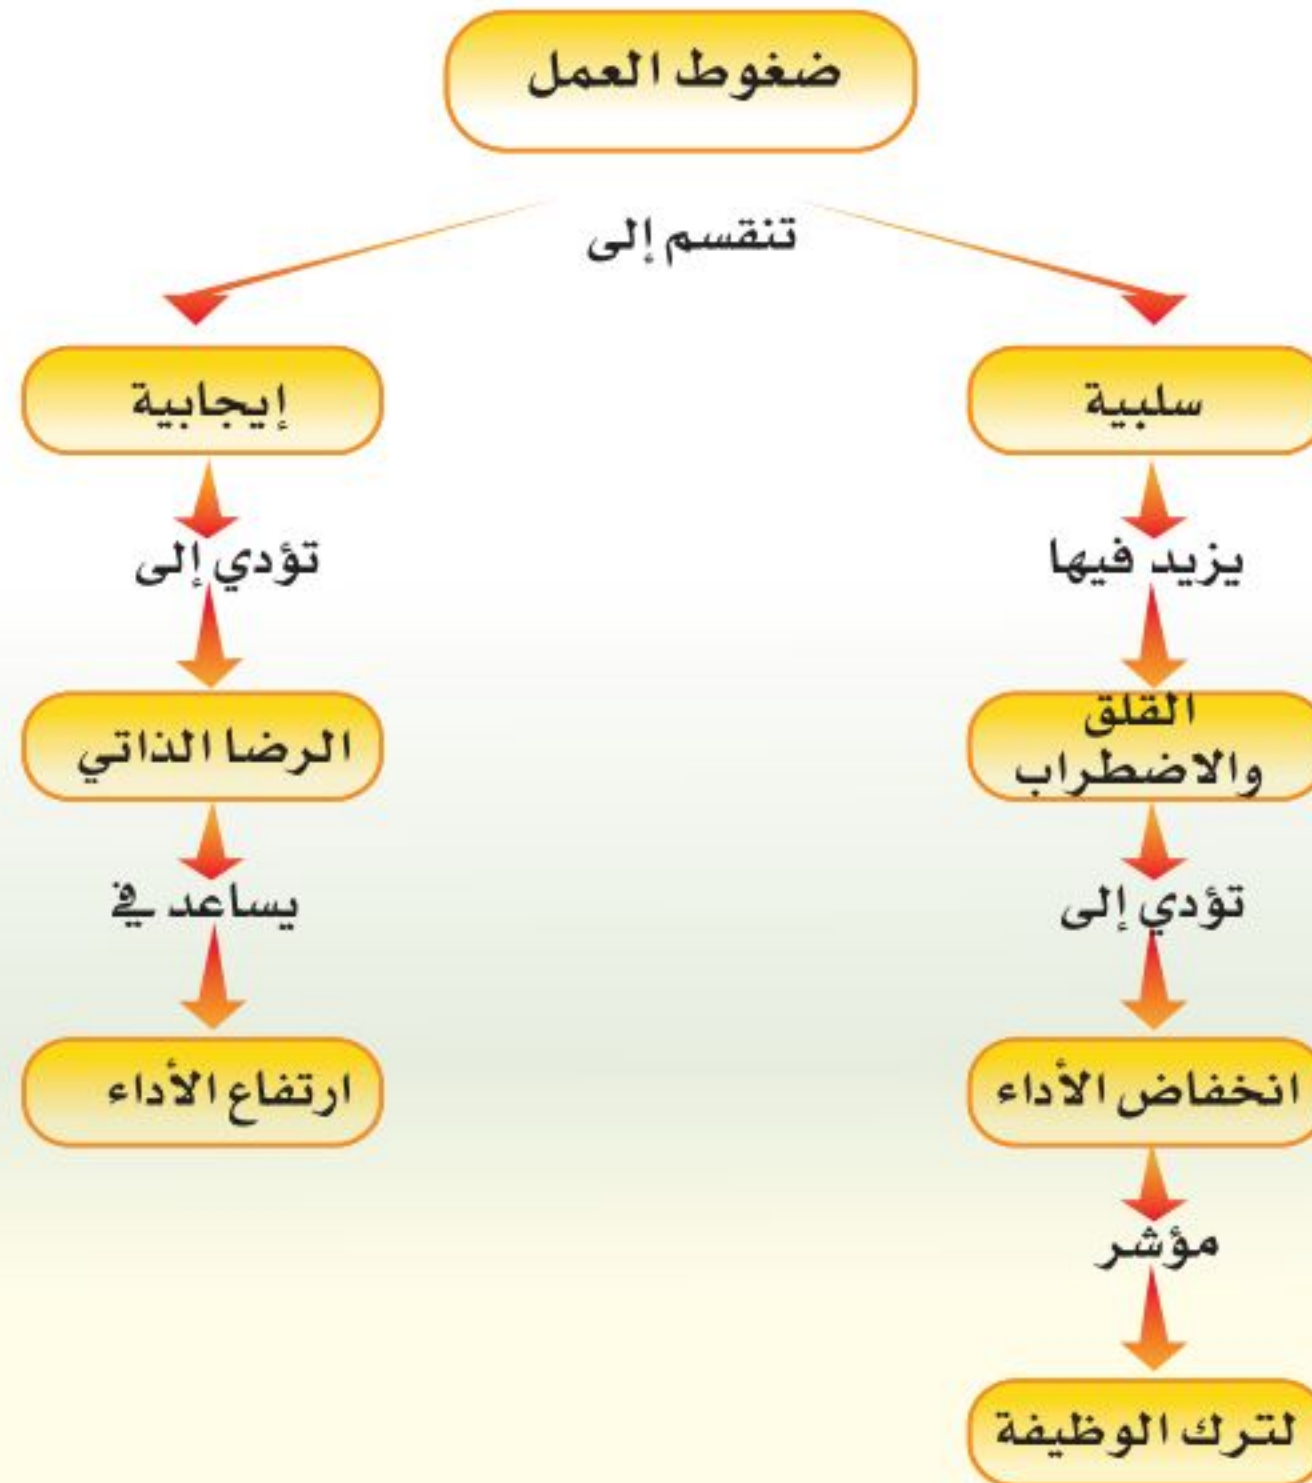 ضغوط العمل
تنقسم إلى
سلبية
يزيد فيها
القلق
والاضطراب
تؤدي إلى
انخفاض الأداء
مؤشر
لترك الوظيفة
إيجابية
تؤدي إلى
الرضا الذاتي
يساعد في
ارتفاع الأداء